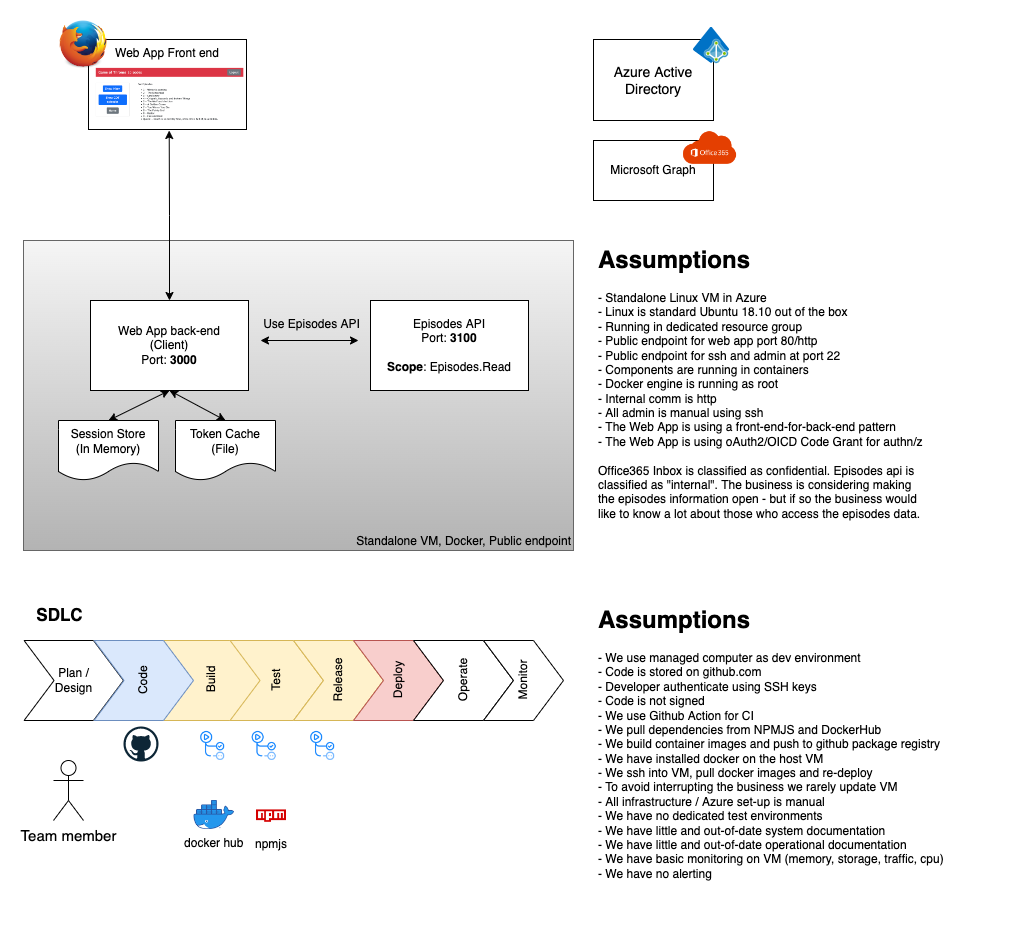 Web App Front end
Azure Active
Directory
Office 365
Microsoft Graph
Web App back-end
(Client)
Port: 3000
Use Episodes API
Episodes API
Port: 3100
Scope: Episodes.Read
Session Store
(In Memory)
Token Cache
(File)
Standalone VM, Docker, Public endpoint
Assumptions
- Standalone Linux VM in Azure
- Linux is standard Ubuntu 18.10 out of the box
- Running in dedicated resource group
- Public endpoint for web app port 80/http
- Public endpoint for ssh and admin at port 22
- Components are running in containers
- Docker engine is running as root
- Internal comm is http
- All admin is manual using ssh
- The Web App is using a front-end-for-back-end pattern
- The Web App is using oAuth2/OICD Code Grant for authn/z
Office365 Inbox is classified as confidential. Episodes api is
classified as "internal". The business is considering making
the episodes information open - but if so the business would
like to know a lot about those who access the episodes data.
SDLC
Plan /
Design
Code
Build
Test
Release
Deploy
Operate
Monitor
Team member
docker hub
npm
npmjs
Assumptions
- We use managed computer as dev environment
- Code is stored on github.com
- Developer authenticate using SSH keys
- Code is not signed
- We use Github Action for CI
- We pull dependencies from NPMJS and DockerHub
- We build container images and push to github package registry
- We have installed docker on the host VM
- We ssh into VM, pull docker images and re-deploy
- To avoid interrupting the business we rarely update VM
- All infrastructure / Azure set-up is manual
- We have no dedicated test environments
- We have little and out-of-date system documentation
- We have little and out-of-date operational documentation
- We have basic monitoring on VM (memory, storage, traffic, cpu)
- We have no alerting